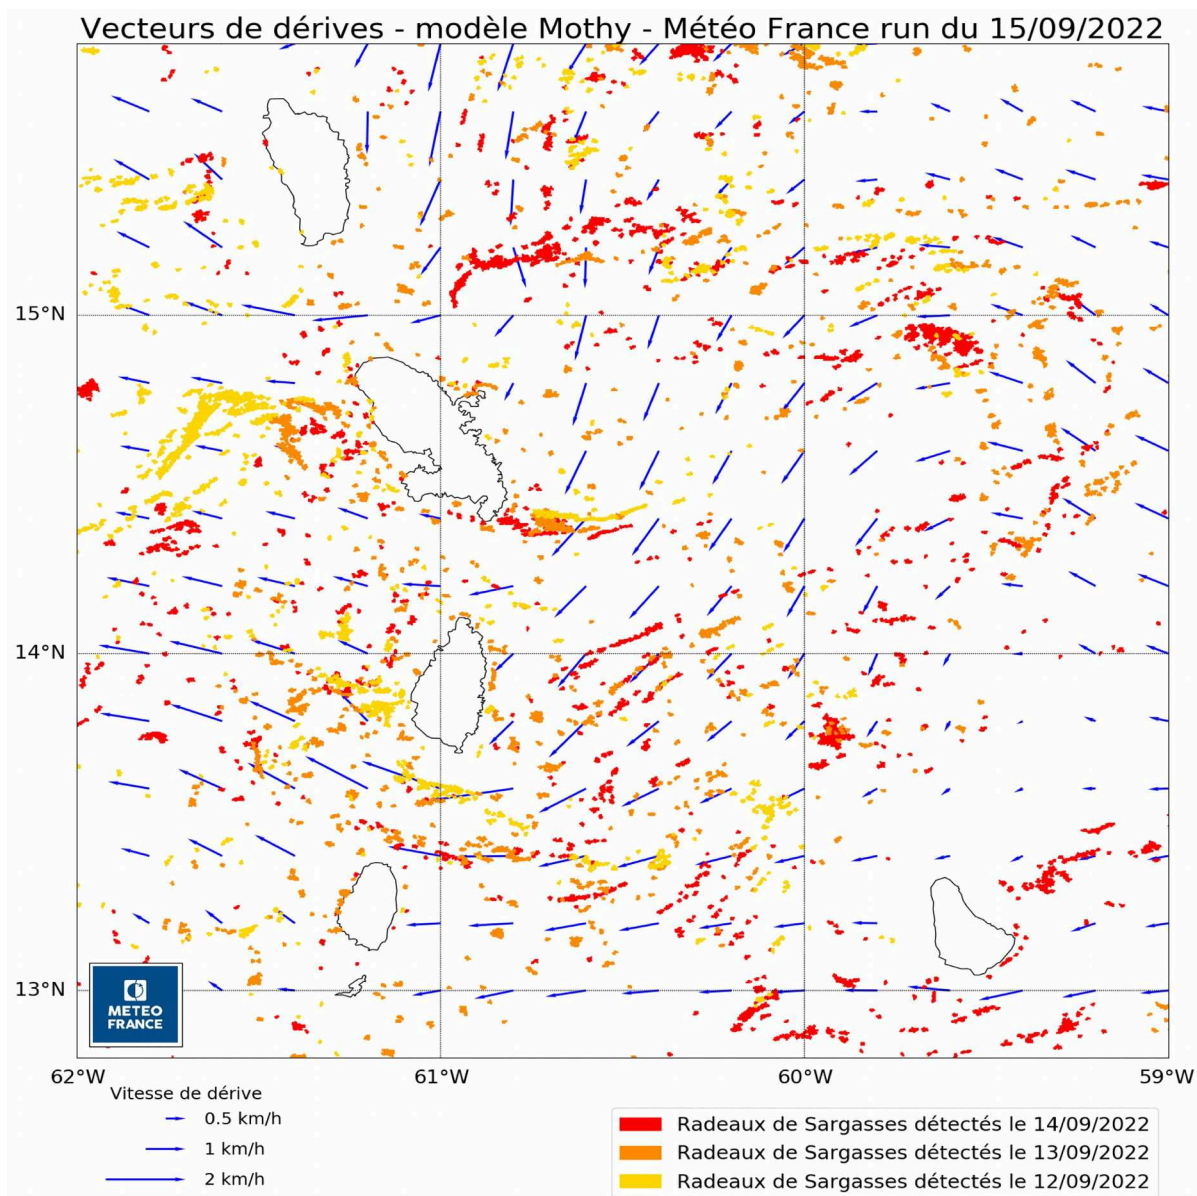 Vecteurs de dérives - modèle Mothy - Météo France run du 15/09/2022
15°N
14°N
13°N
METEO
FRANCE
62°W
61°W
60°W
59°W
Vitesse de dérive
0.5 km/h
1 km/h
2 km/h
Radeaux de Sargasses détectés le 14/09/2022
Radeaux de Sargasses détectés le 13/09/2022
Radeaux de Sargasses détectés le 12/09/2022